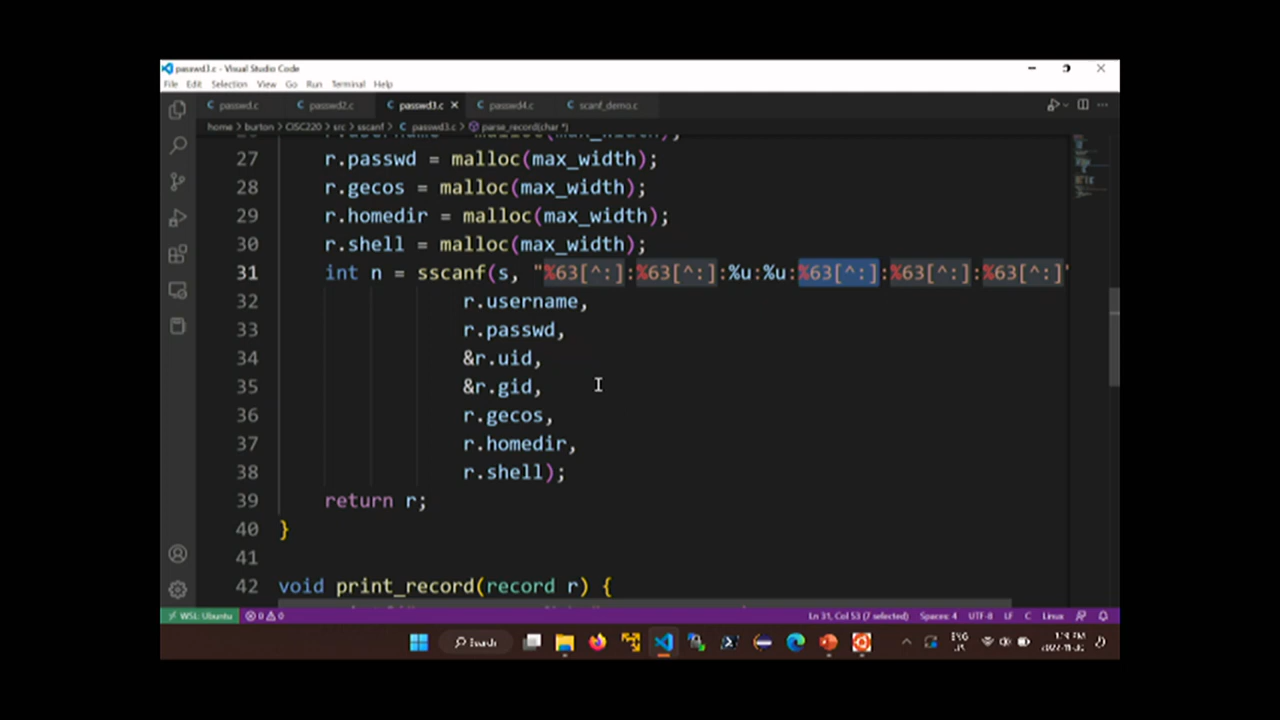 passwd3.c - Visual Studio Code
File Edit Selection View Go Run Terminal Help
passwd.c passwd2.c passwd3.c passwd4.c scanf_demo.c
home > burton > CISC220 > src > sscanf > passwd3.c > parse_record(char *)
27 r.passwd = malloc(max_width);
28 r.gecos = malloc(max_width);
29 r.homedir = malloc(max_width);
30 r.shell = malloc(max_width);
31 int n = sscanf(s, "%63[^:]:%63[^:]:%u:%u:%63[^:]:%63[^:]:%63[^:]"
32 r.username,
33 r.passwd,
34 &r.uid,
35 &r.gid,
36 r.gecos,
37 r.homedir,
38 r.shell);
39 return r;
40 }
41
42 void print_record(record r) {
WSL: Ubuntu 0 0 Ln 31, Col 53 (7 selected) Spaces: 4 UTF-8 LF C Linux
Search ENG